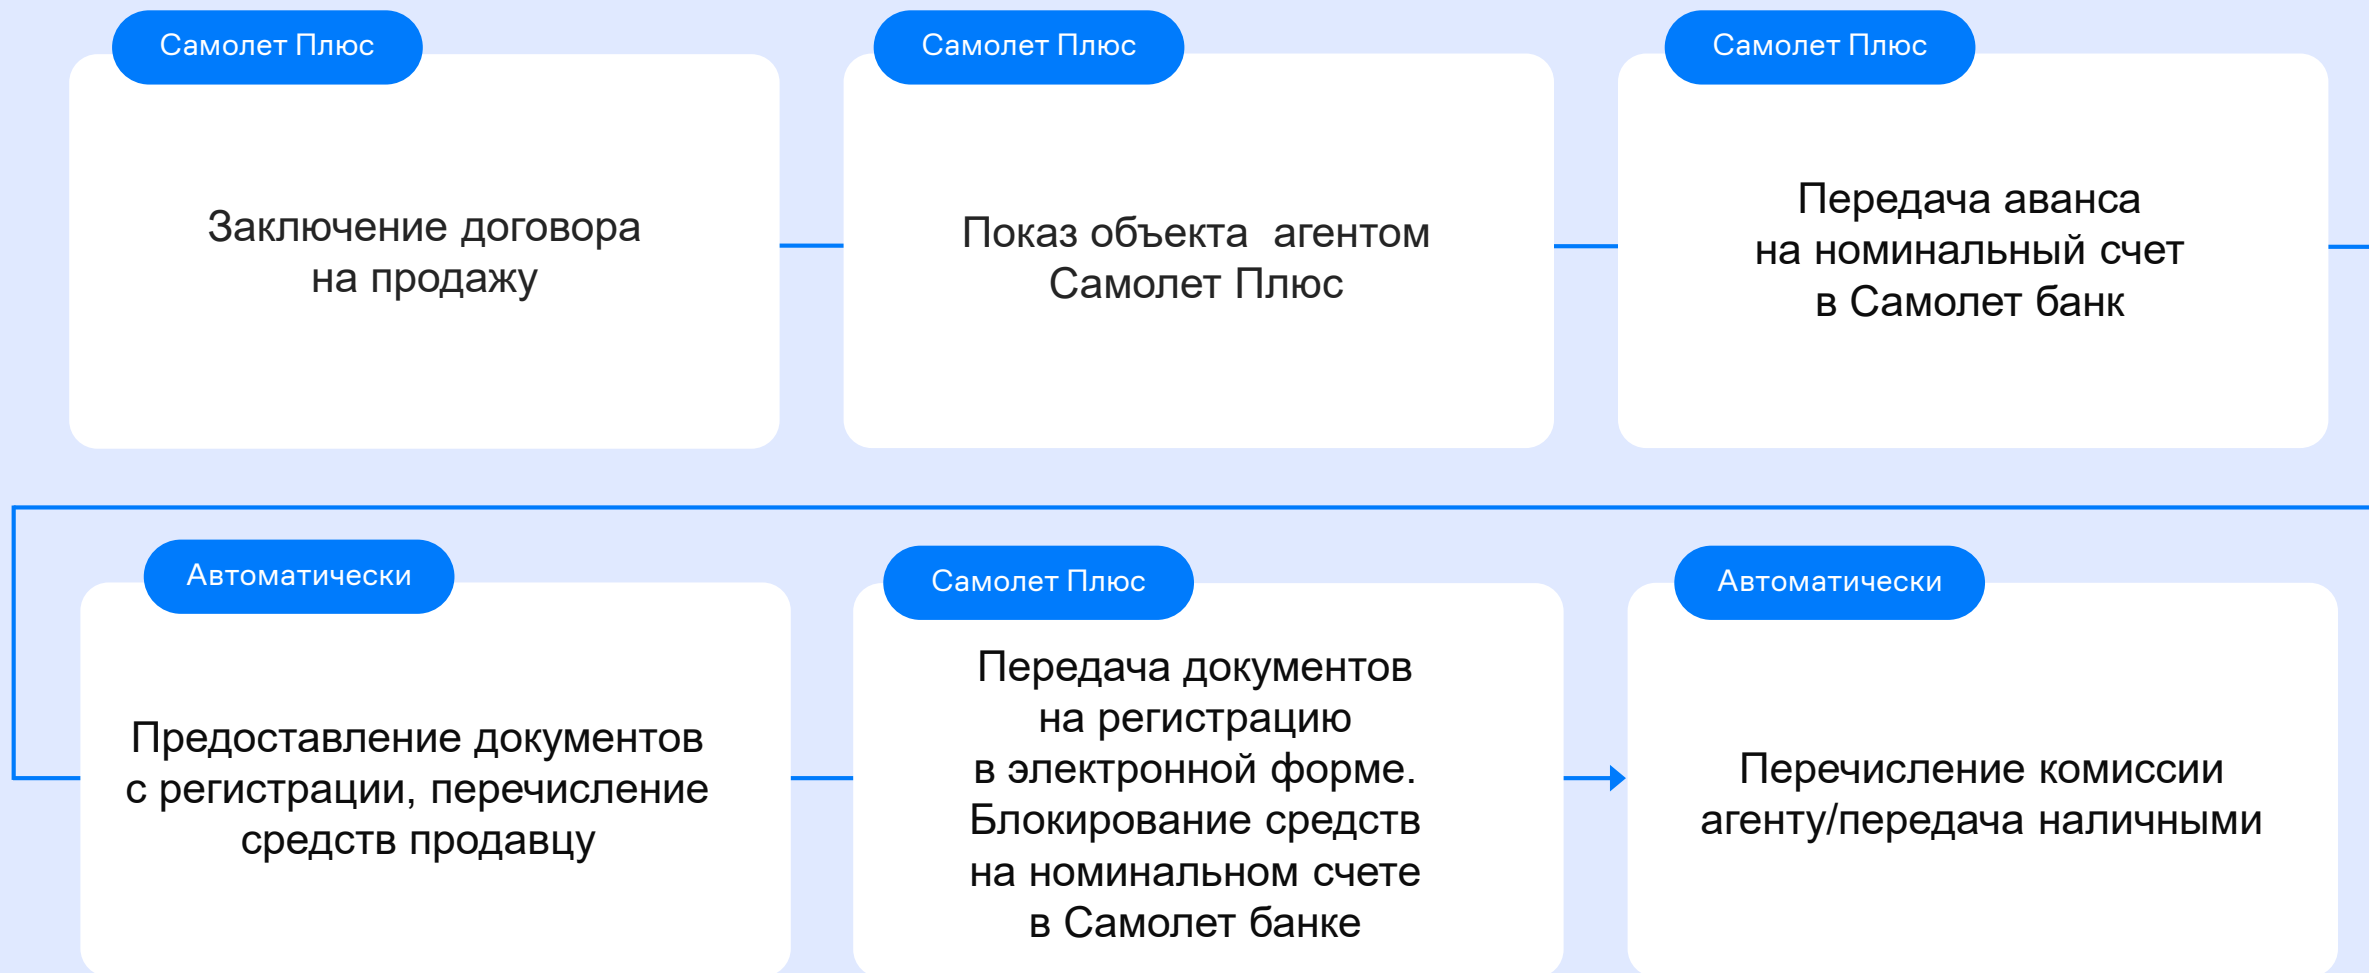 Самолет Плюс
Заключение договора
на продажу
Самолет Плюс
Показ объекта  агентом
Самолет Плюс
Самолет Плюс
Передача аванса
на номинальный счет
в Самолет банк
Автоматически
Предоставление документов
с регистрации, перечисление
средств продавцу
Самолет Плюс
Передача документов
на регистрацию
в электронной форме.
Блокирование средств
на номинальном счете
в Самолет банке
Автоматически
Перечисление комиссии
агенту/передача наличными